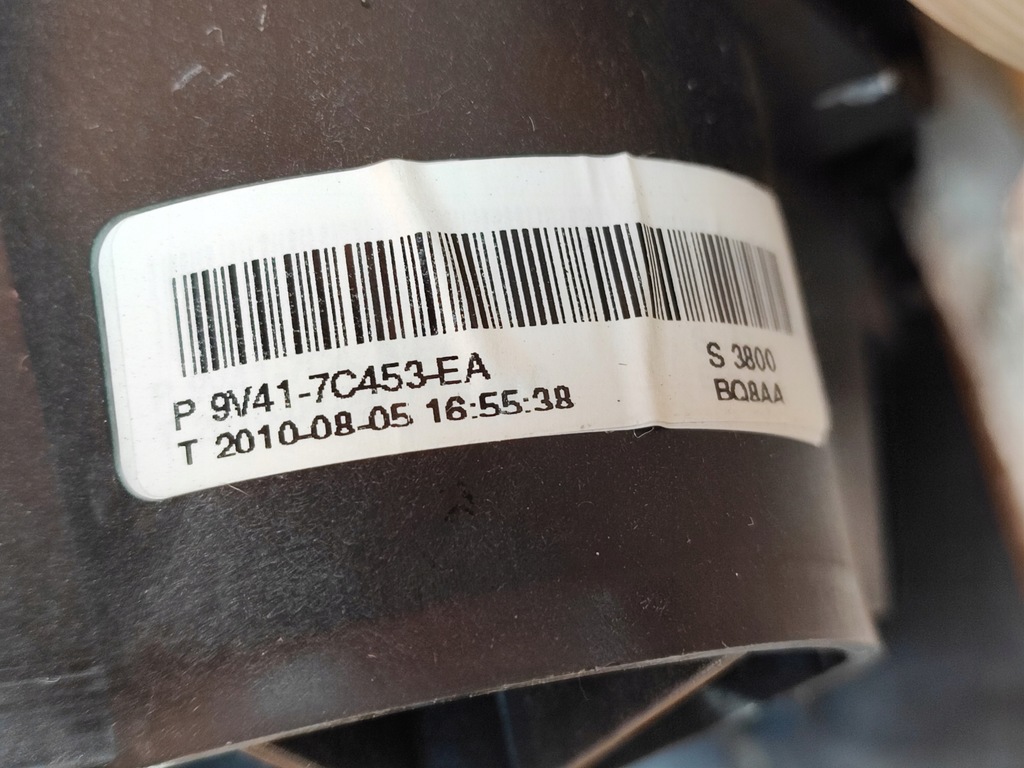 P 9V41-7C453-EA
T 2010-08-05 16:55:38
S 3800
BQ8AA